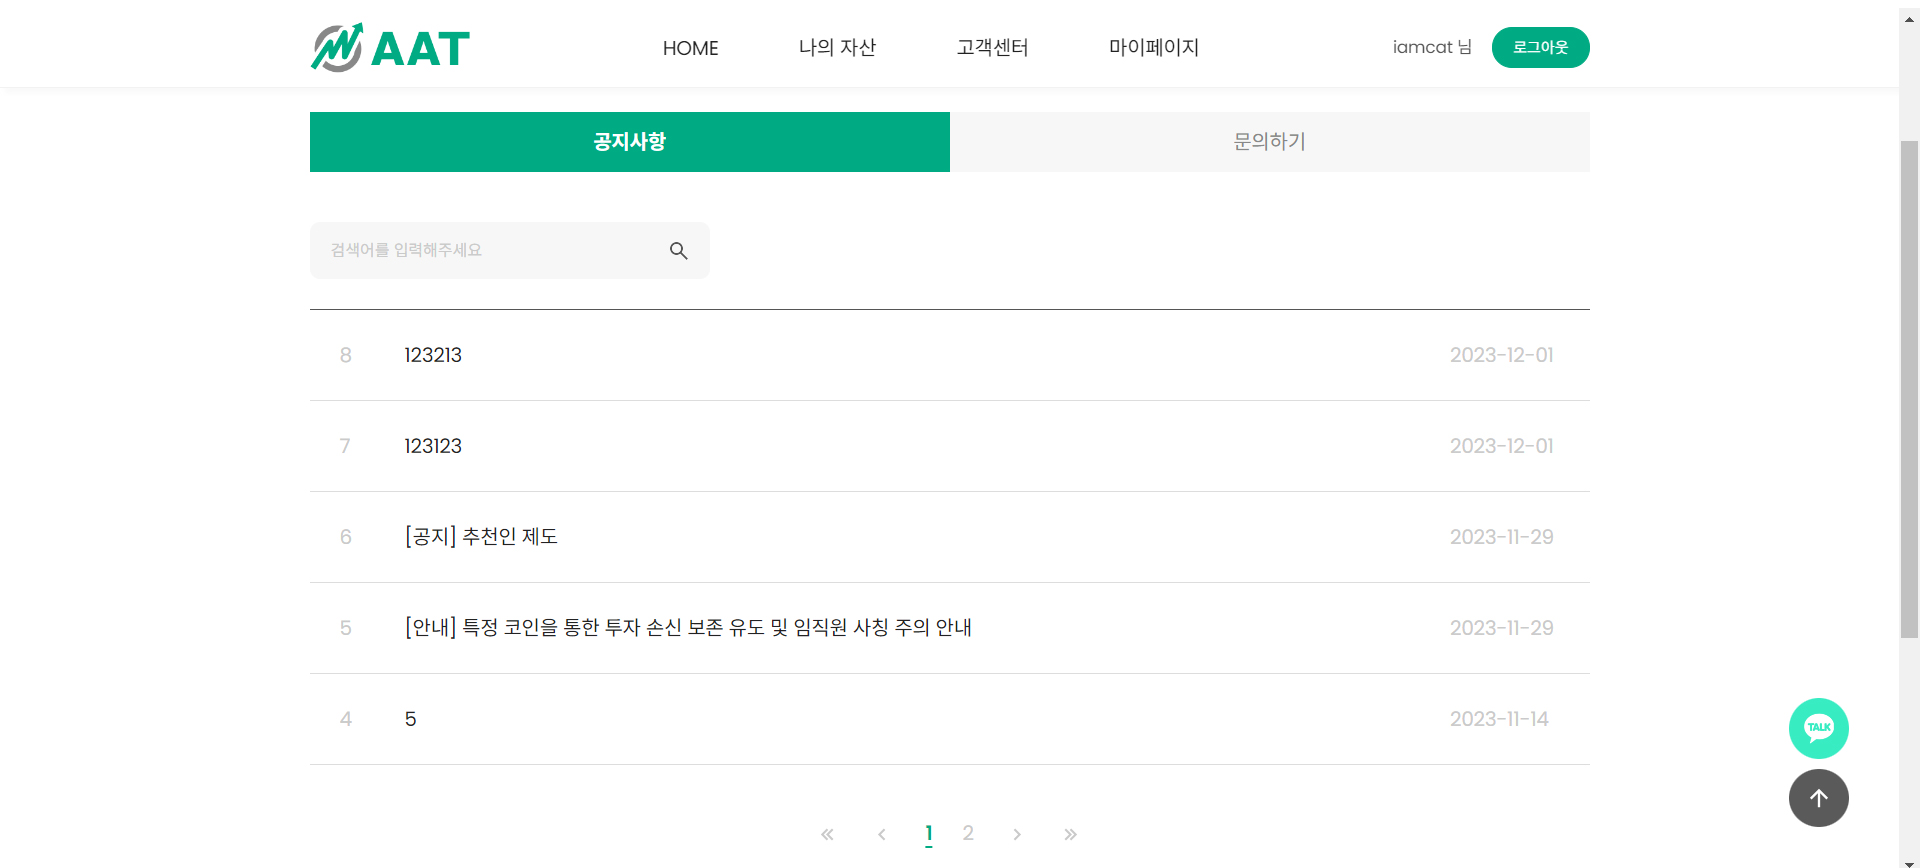 AAT
HOME 나의 자산 고객센터 마이페이지 iamcat 님 로그아웃
공지사항 문의하기
검색어를 입력해주세요
8 123213 2023-12-01
7 123123 2023-12-01
6 [공지] 추천인 제도 2023-11-29
5 [안내] 특정 코인을 통한 투자 손신 보존 유도 및 임직원 사칭 주의 안내 2023-11-29
4 5 2023-11-14
TALK
« ‹ 1 2 › »